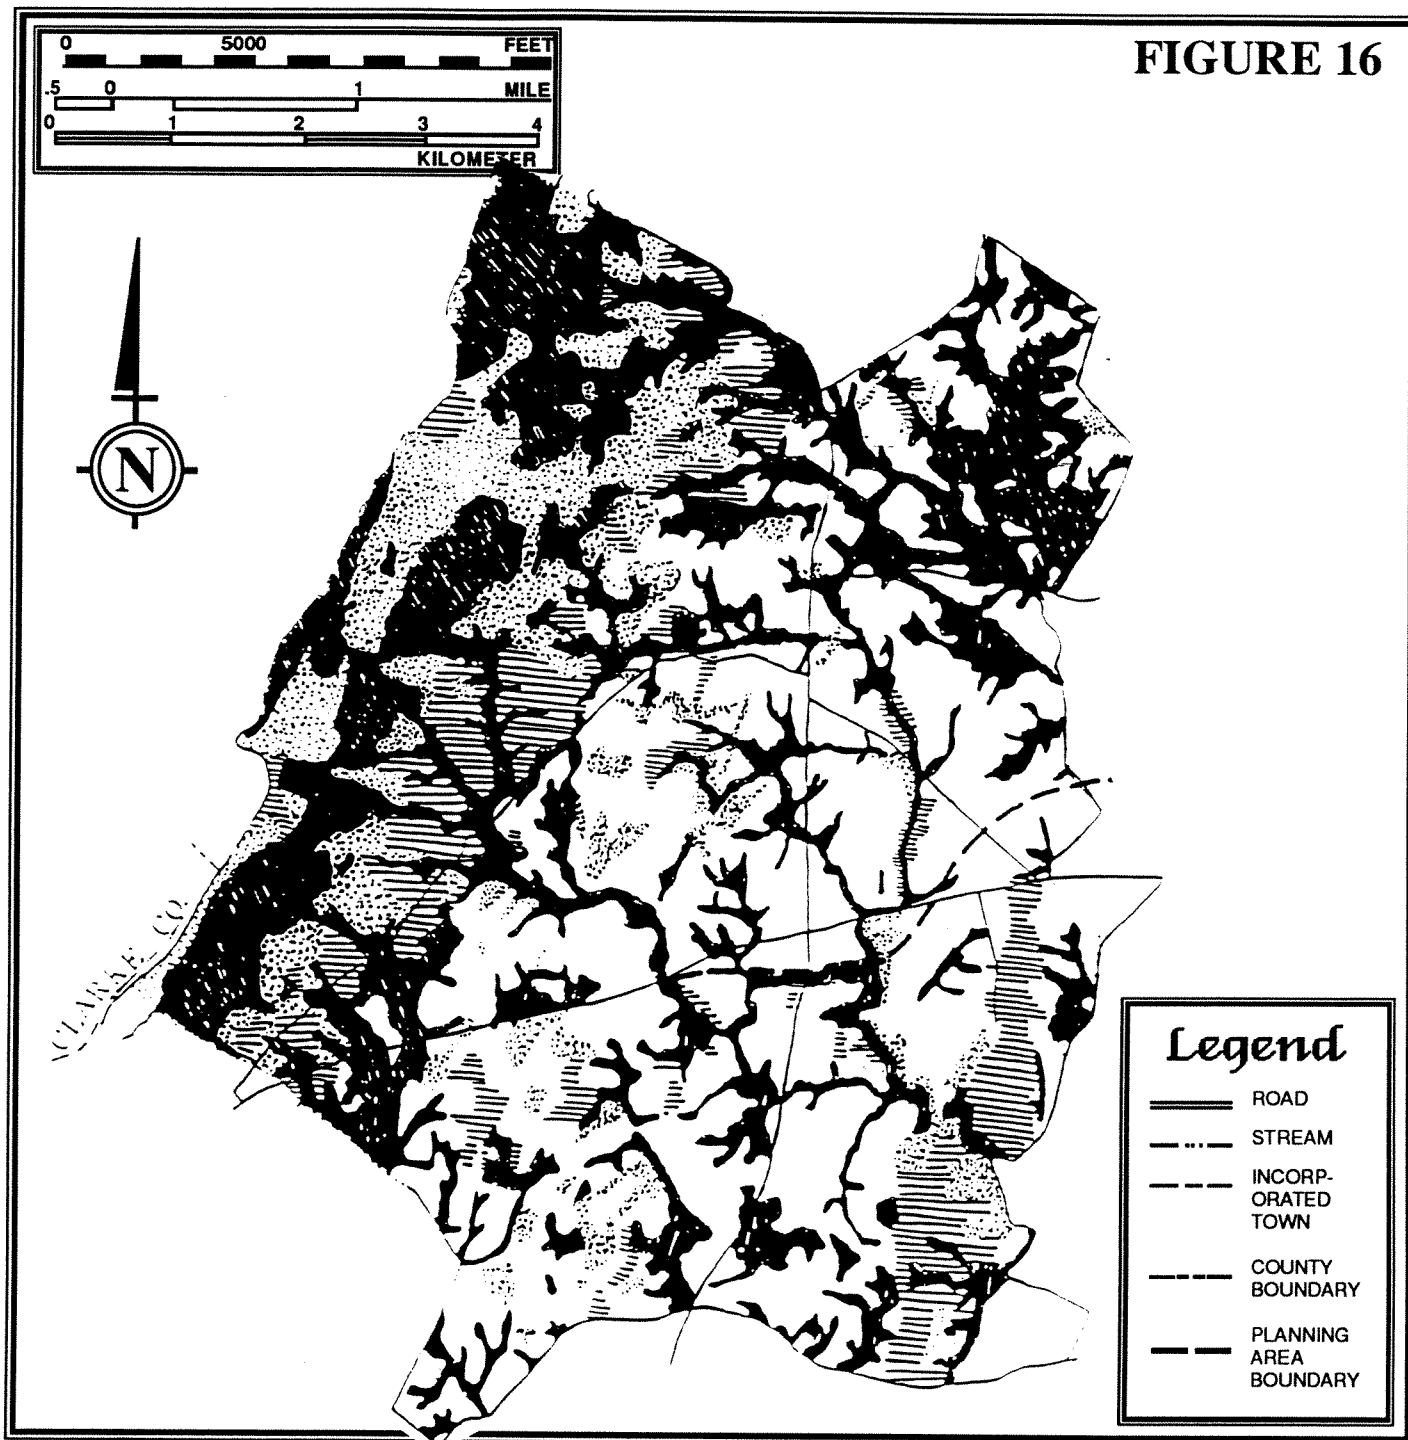 FIGURE 16
0 5000 FEET
.5 0 1 MILE
0 1 2 3 4
KILOMETER
N
CLARKE CO.
Legend
ROAD
STREAM
INCORP-
ORATED
TOWN
COUNTY
BOUNDARY
PLANNING
AREA
BOUNDARY